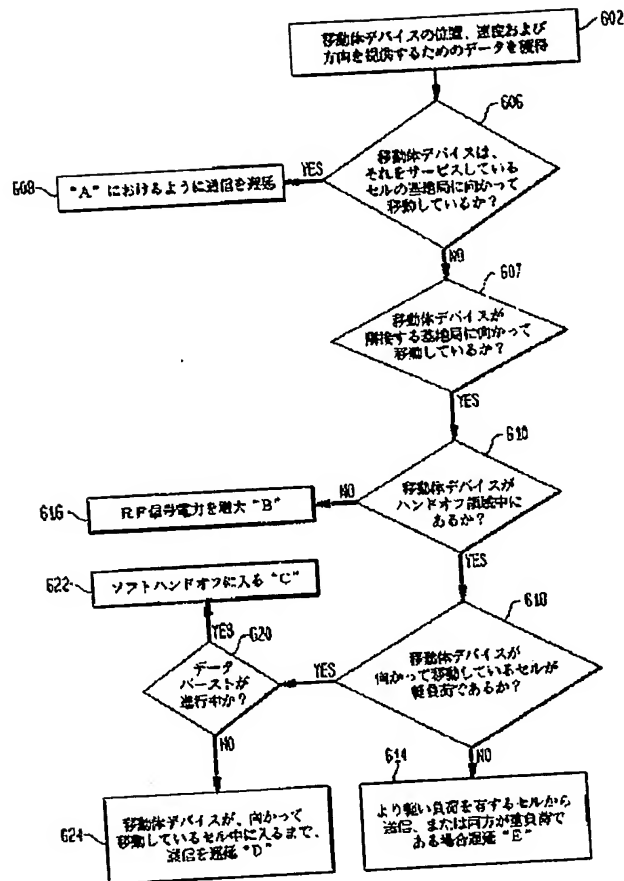 602
移動体デバイスの位置、速度および
方向を提供するためのデータを獲得
606
移動体デバイスは、
それをサービスしている
セルの基地局に向かって
移動しているか?
YES
608
"A"におけるように送信を遅延
NO
607
移動体デバイスが
隣接する基地局に向かって
移動しているか?
YES
610
移動体デバイスが
ハンドオフ領域中に
あるか?
NO
616
RF信号電力を増大"B"
YES
618
移動体デバイスが
向かって移動しているセルが
軽負荷であるか?
YES
620
データ
バーストが
進行中か?
YES
622
ソフトハンドオフに入る"C"
NO
624
移動体デバイスが、向かって
移動しているセル中に入るまで、
送信を遅延"D"
NO
614
より軽い負荷を有するセルから
送信、または両方が重負荷で
ある場合遅延"E"